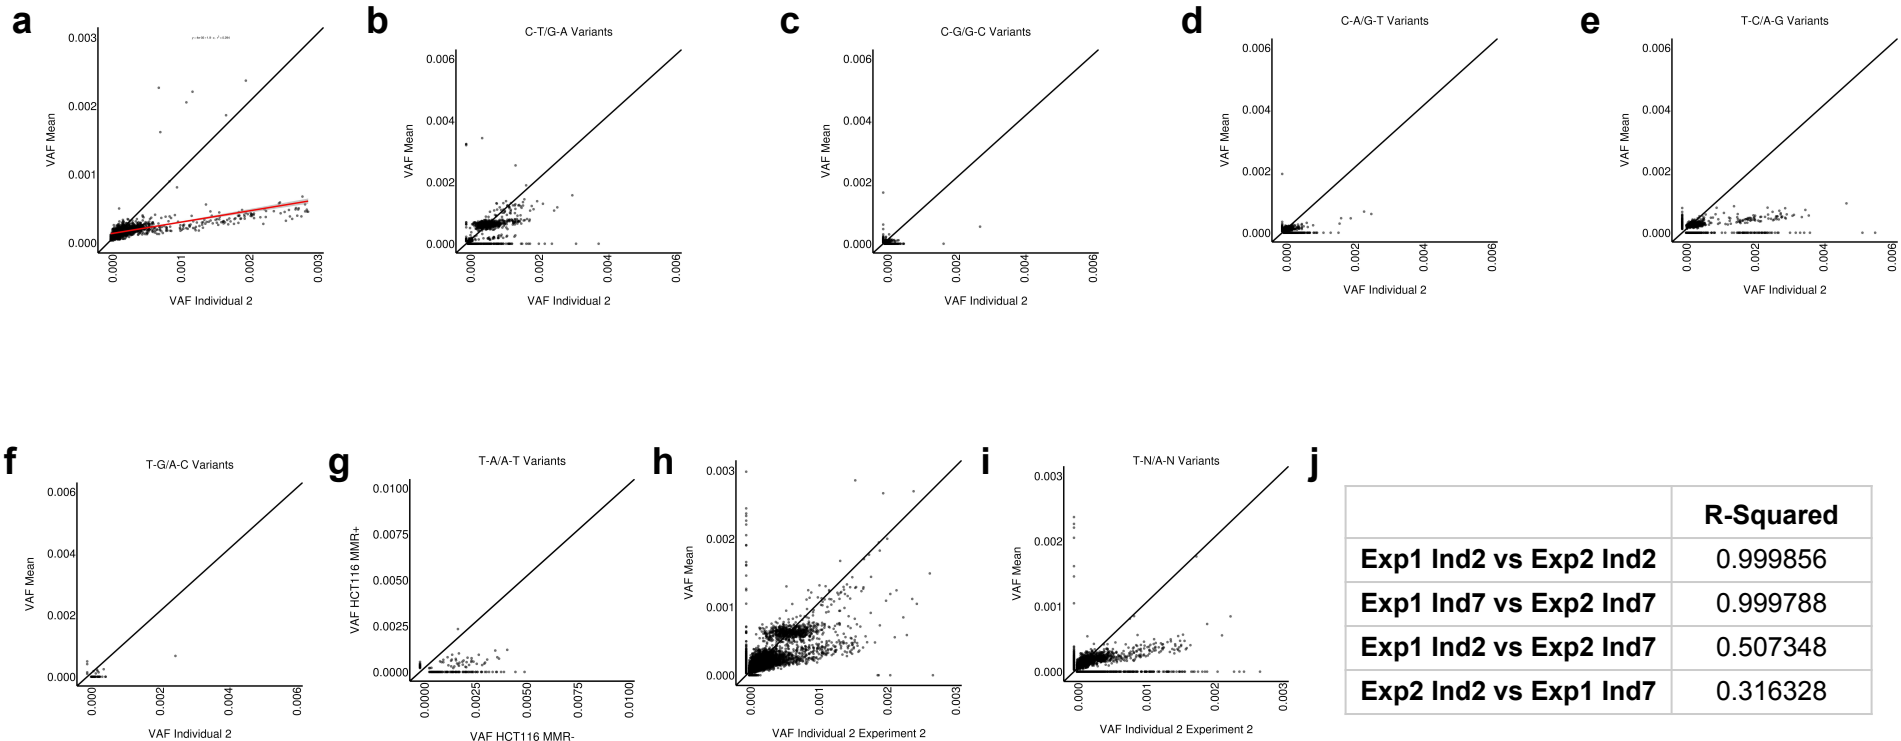 a
0.003
0.002
0.001
0.000
VAF Mean
0.000
0.001
0.002
0.003
VAF Individual 2
b
C-T/G-A Variants
0.006
0.004
0.002
0.000
VAF Mean
0.000
0.002
0.004
0.006
VAF Individual 2
c
C-G/G-C Variants
0.006
0.004
0.002
0.000
VAF Mean
0.000
0.002
0.004
0.006
VAF Individual 2
d
C-A/G-T Variants
0.006
0.004
0.002
0.000
VAF Mean
0.000
0.002
0.004
0.006
VAF Individual 2
e
T-C/A-G Variants
0.006
0.004
0.002
0.000
VAF Mean
0.000
0.002
0.004
0.006
VAF Individual 2
f
T-G/A-C Variants
0.006
0.004
0.002
0.000
VAF Mean
0.000
0.002
0.004
0.006
VAF Individual 2
g
T-A/A-T Variants
0.0100
0.0075
0.0050
0.0025
0.0000
VAF HCT116 MMR+
0.0000
0.0025
0.0050
0.0075
0.0100
VAF HCT116 MMR-
h
0.003
0.002
0.001
0.000
VAF Mean
0.000
0.001
0.002
0.003
VAF Individual 2 Experiment 2
i
T-N/A-N Variants
0.003
0.002
0.001
0.000
VAF Mean
0.000
0.001
0.002
0.003
VAF Individual 2 Experiment 2
j
R-Squared
Exp1 Ind2 vs Exp2 Ind2 0.999856
Exp1 Ind7 vs Exp2 Ind7 0.999788
Exp1 Ind2 vs Exp2 Ind7 0.507348
Exp2 Ind2 vs Exp1 Ind7 0.316328